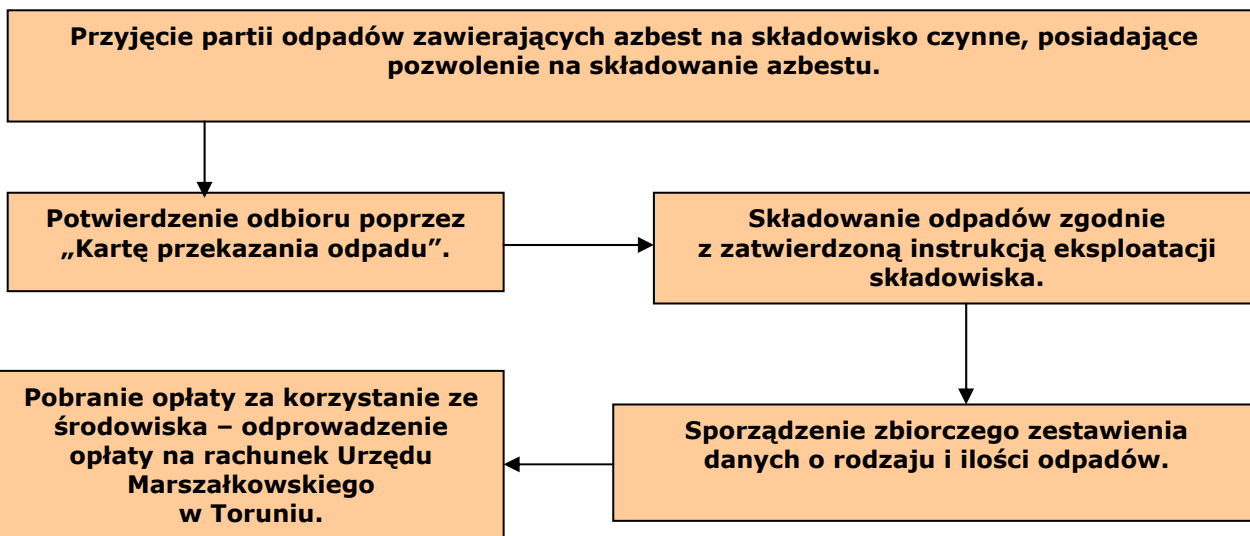 Przyjęcie partii odpadów zawierających azbest na składowisko czynne, posiadające
pozwolenie na składowanie azbestu.
Potwierdzenie odbioru poprzez
„Kartę przekazania odpadu”.
Składowanie odpadów zgodnie
z zatwierdzoną instrukcją eksploatacji
składowiska.
Sporządzenie zbiorczego zestawienia
danych o rodzaju i ilości odpadów.
Pobranie opłaty za korzystanie ze
środowiska – odprowadzenie
opłaty na rachunek Urzędu
Marszałkowskiego
w Toruniu.